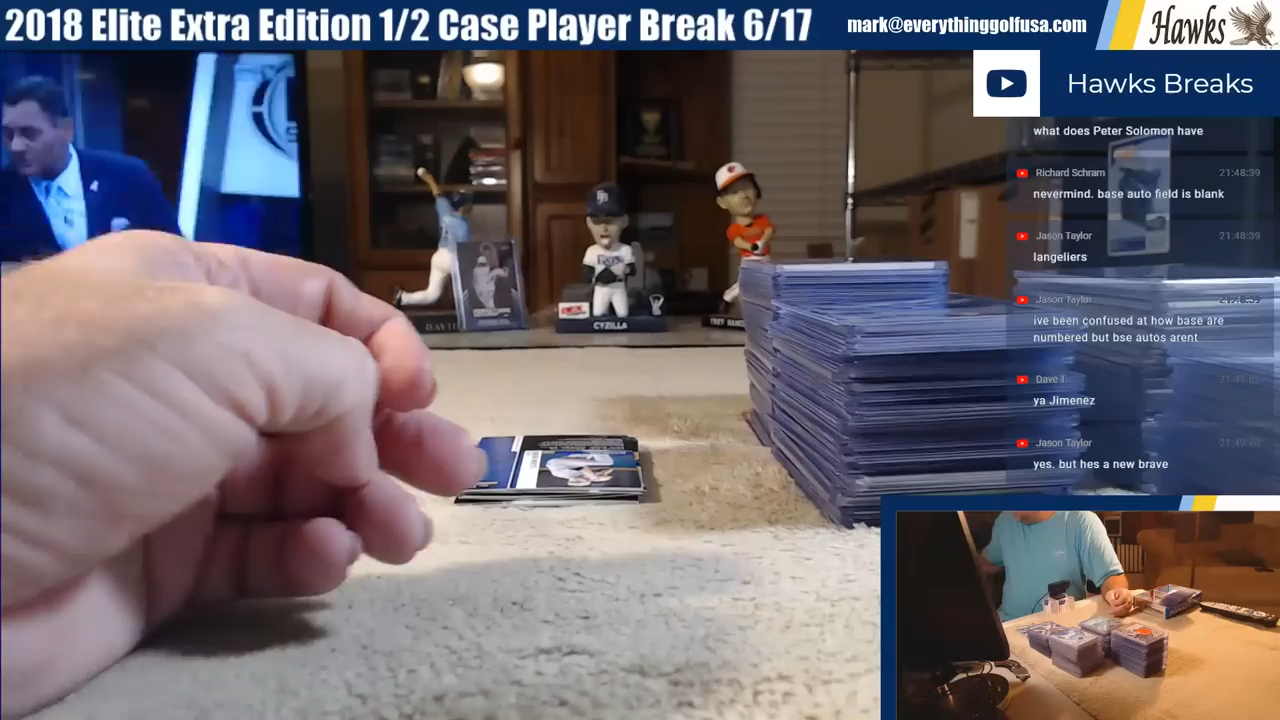 2018 Elite Extra Edition 1/2 Case Player Break 6/17
mark@everythinggolfusa.com
Hawks
Hawks Breaks
what does Peter Solomon have
Richard Schram 21:48:39
nevermind. base auto field is blank
Jason Taylor 21:48:39
langeliers
Jason Taylor
ive been confused at how base are
numbered but bse autos arent
Dave T
ya Jimenez
Jason Taylor
yes. but hes a new brave
CYZILLA